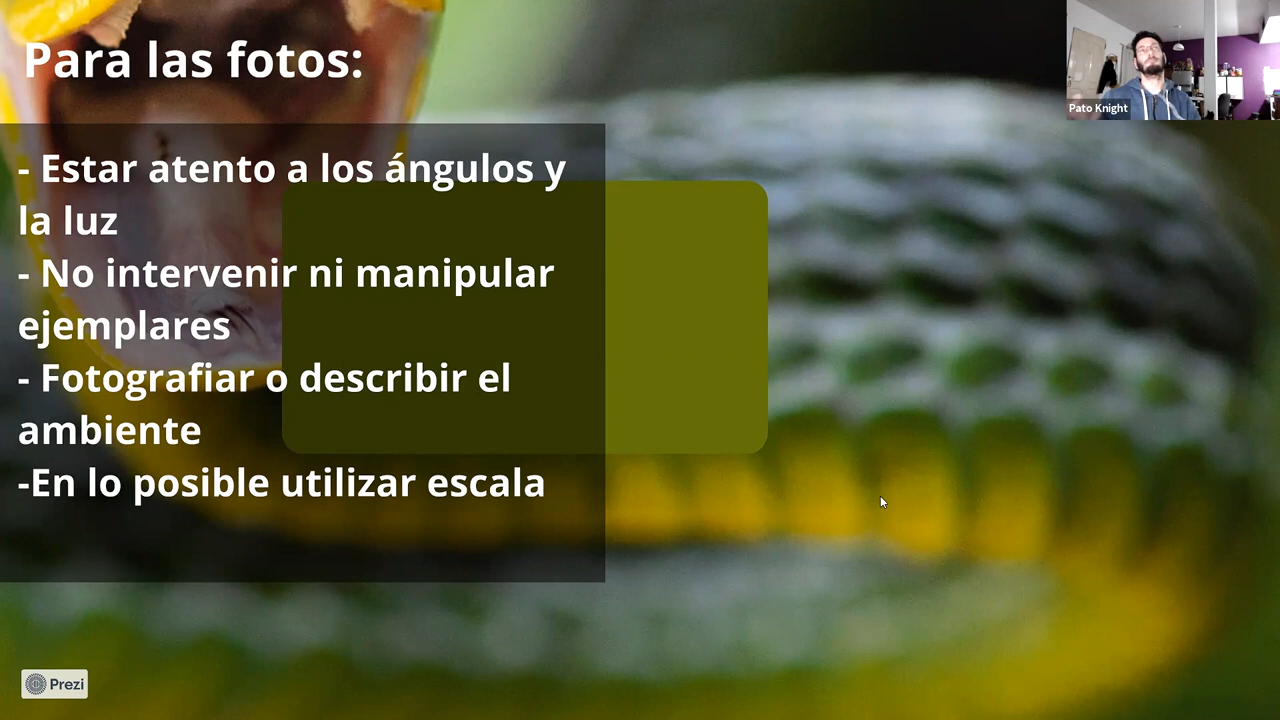 Para las fotos:
- Estar atento a los ángulos y
la luz
- No intervenir ni manipular
ejemplares
- Fotografiar o describir el
ambiente
-En lo posible utilizar escala
Pato Knight
Prezi